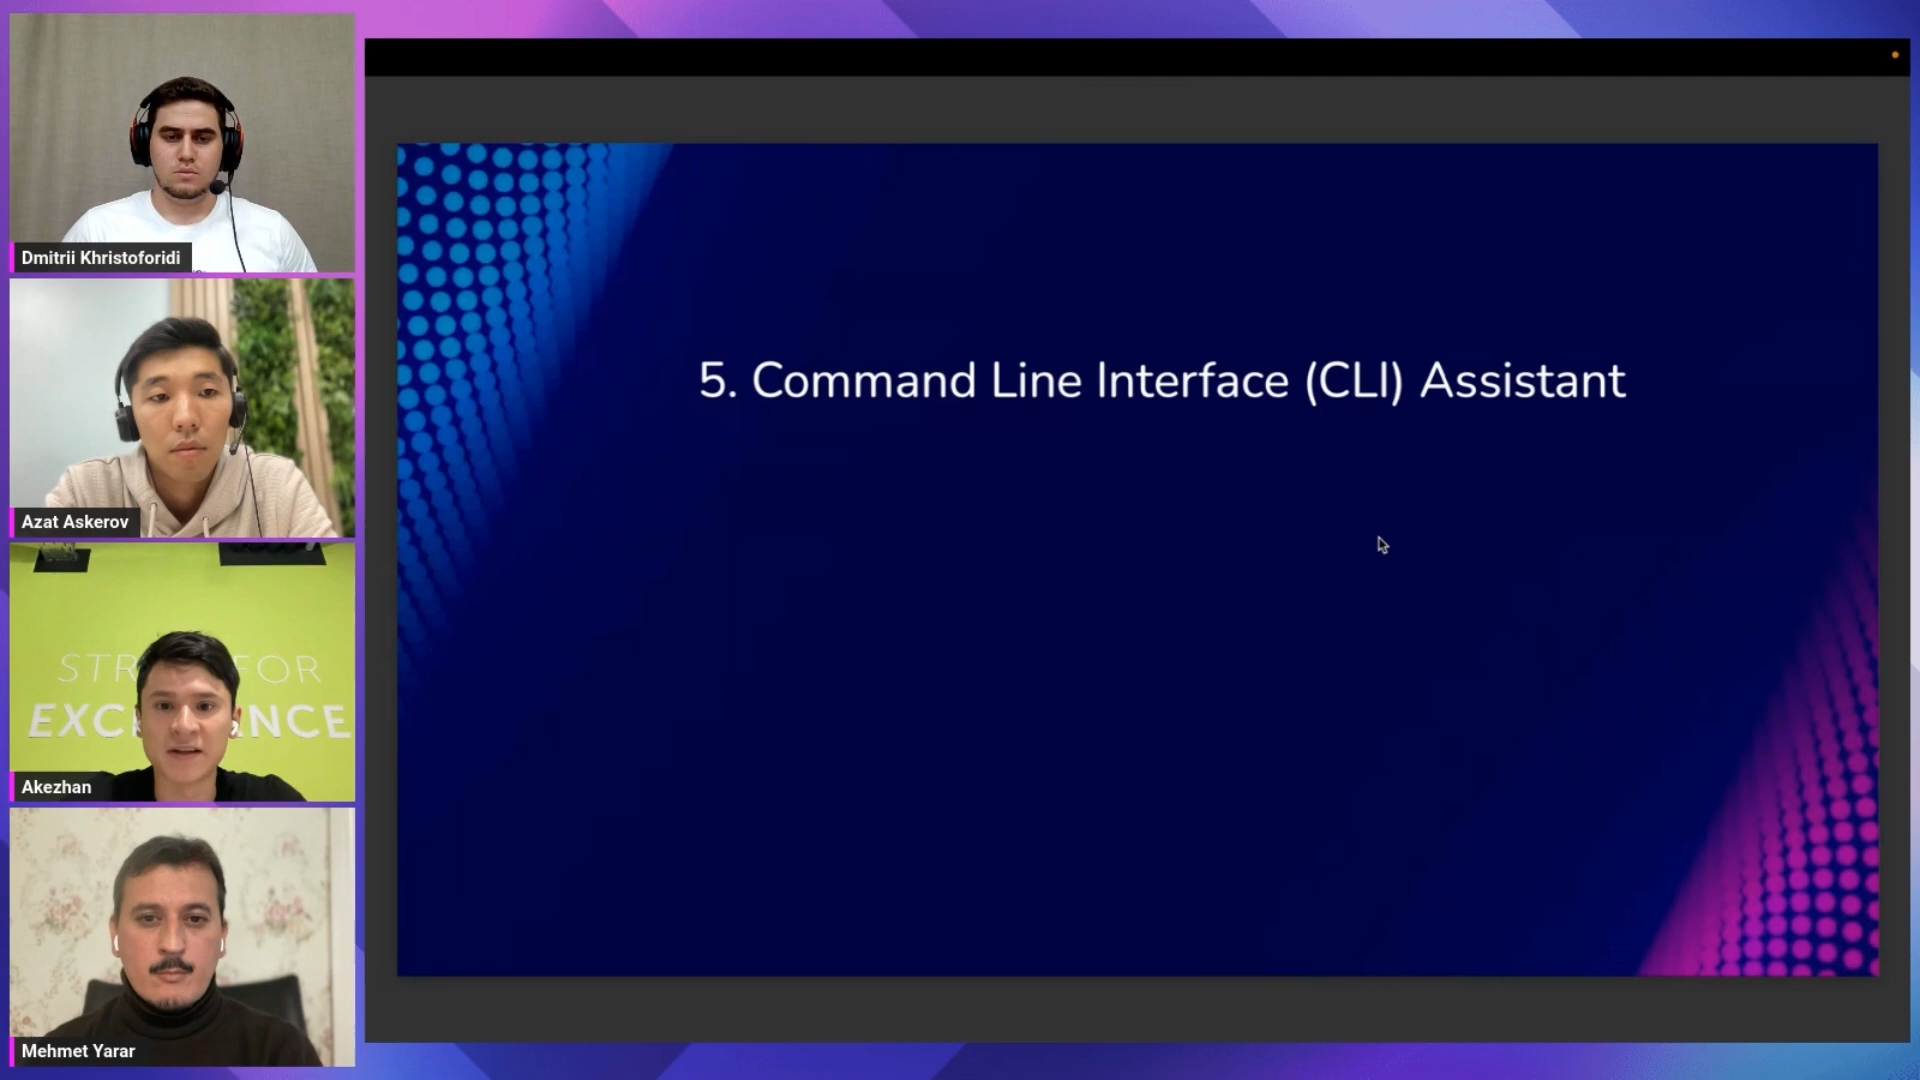 Dmitrii Khristoforidi
Azat Askerov
STR FOR
EXC NCE
Akezhan
Mehmet Yarar
5. Command Line Interface (CLI) Assistant